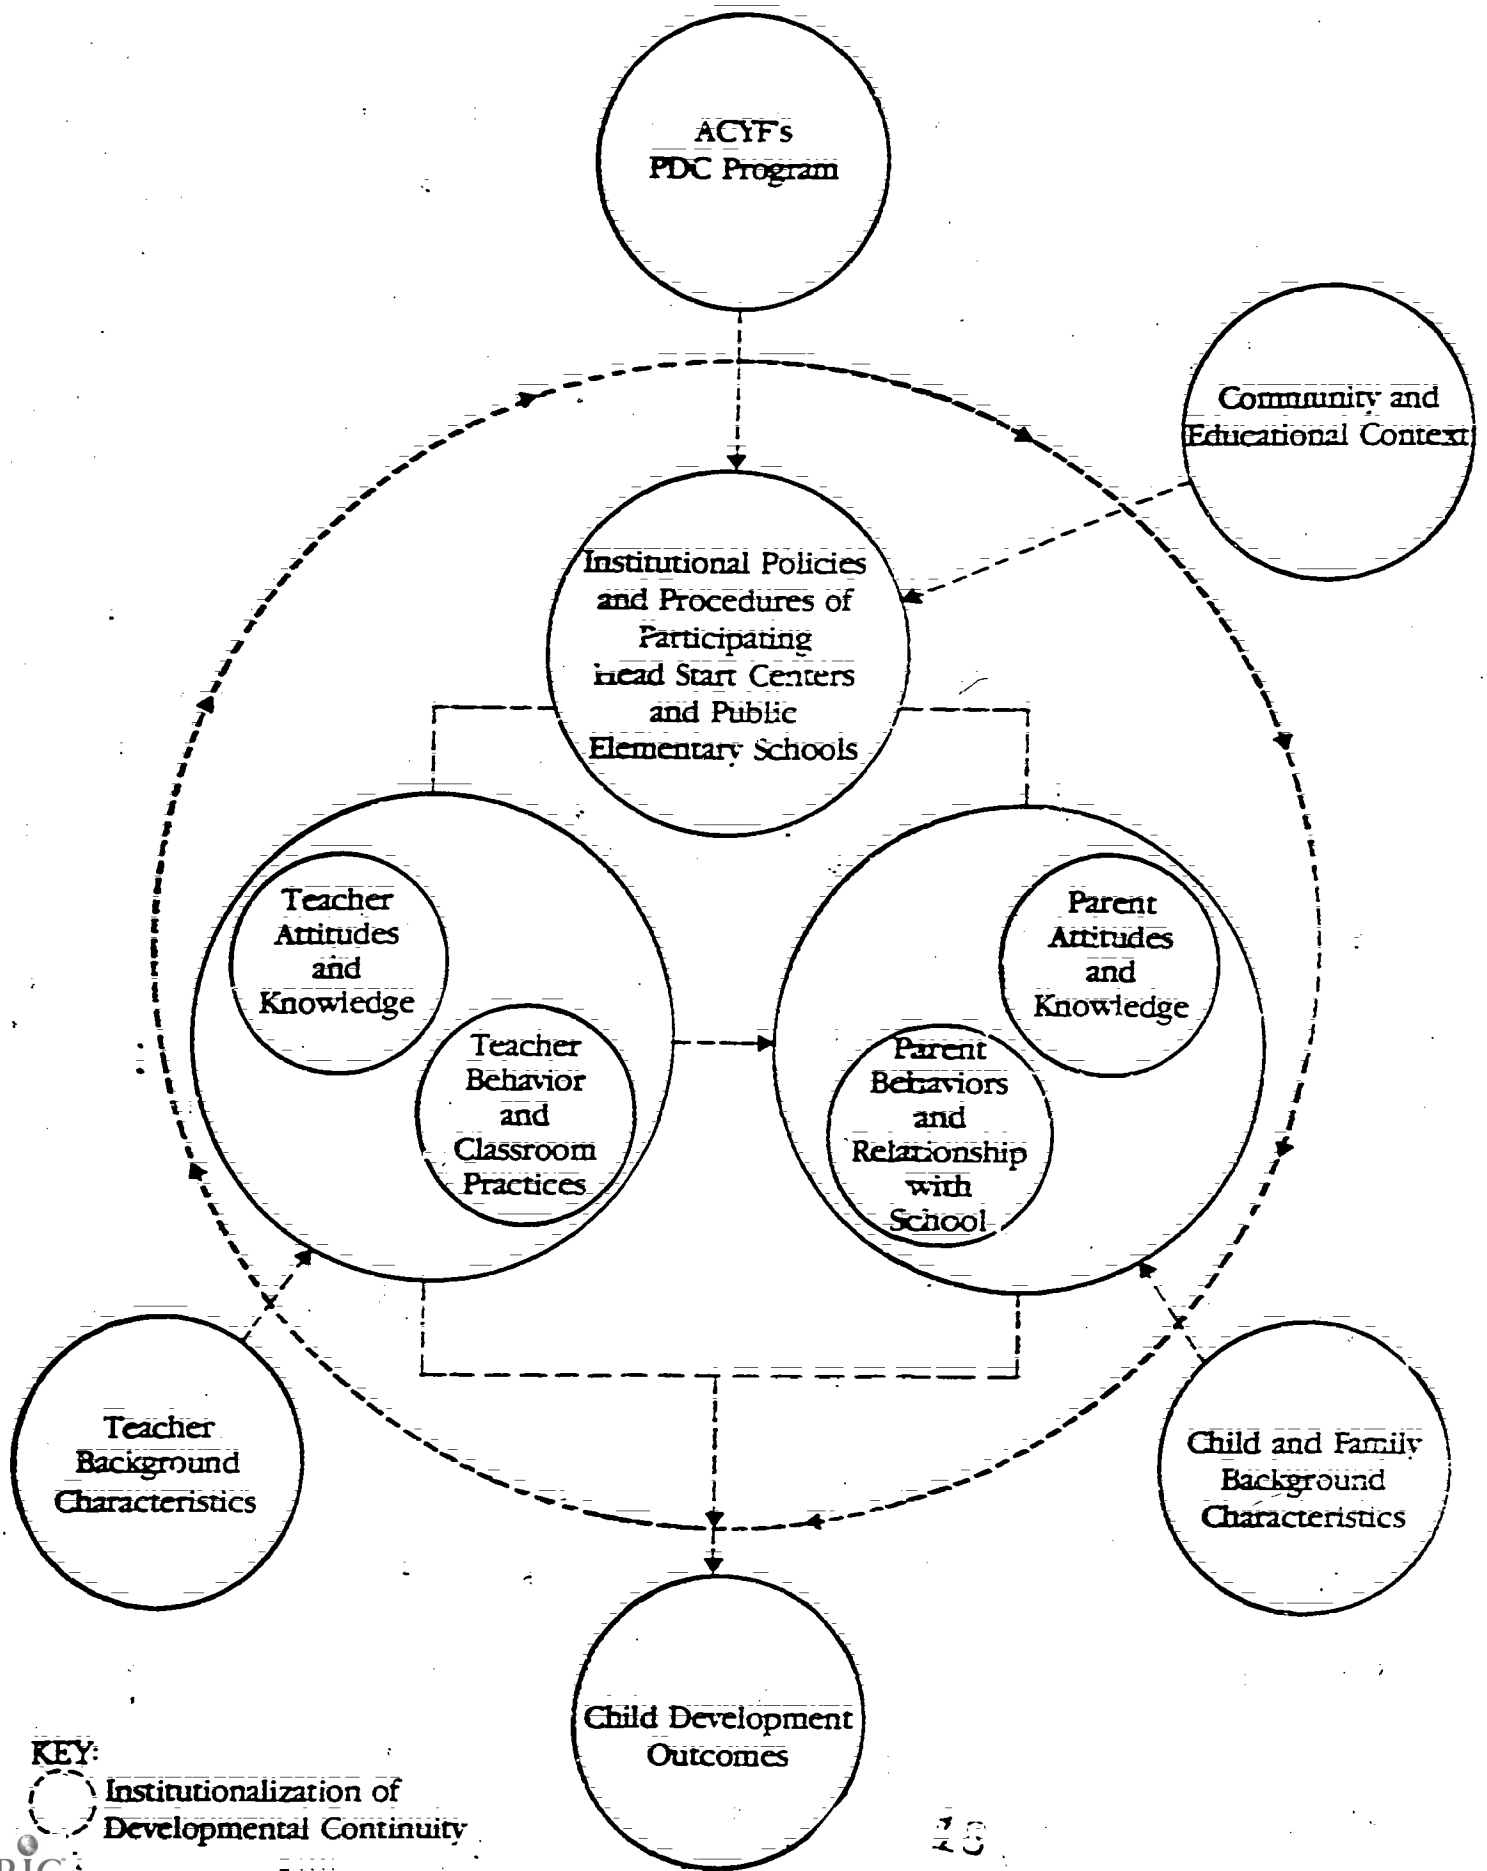 ACYF's
PDC Program
Community and
Educational Context
Institutional Policies
and Procedures of
Participating
Head Start Centers
and Public
Elementary Schools
Teacher
Attitudes
and
Knowledge
Teacher
Behavior
and
Classroom
Practices
Parent
Attitudes
and
Knowledge
Parent
Behaviors
and
Relationship
with
School
Teacher
Background
Characteristics
Child and Family
Background
Characteristics
Child Development
Outcomes
KEY:
Institutionalization of
Developmental Continuity